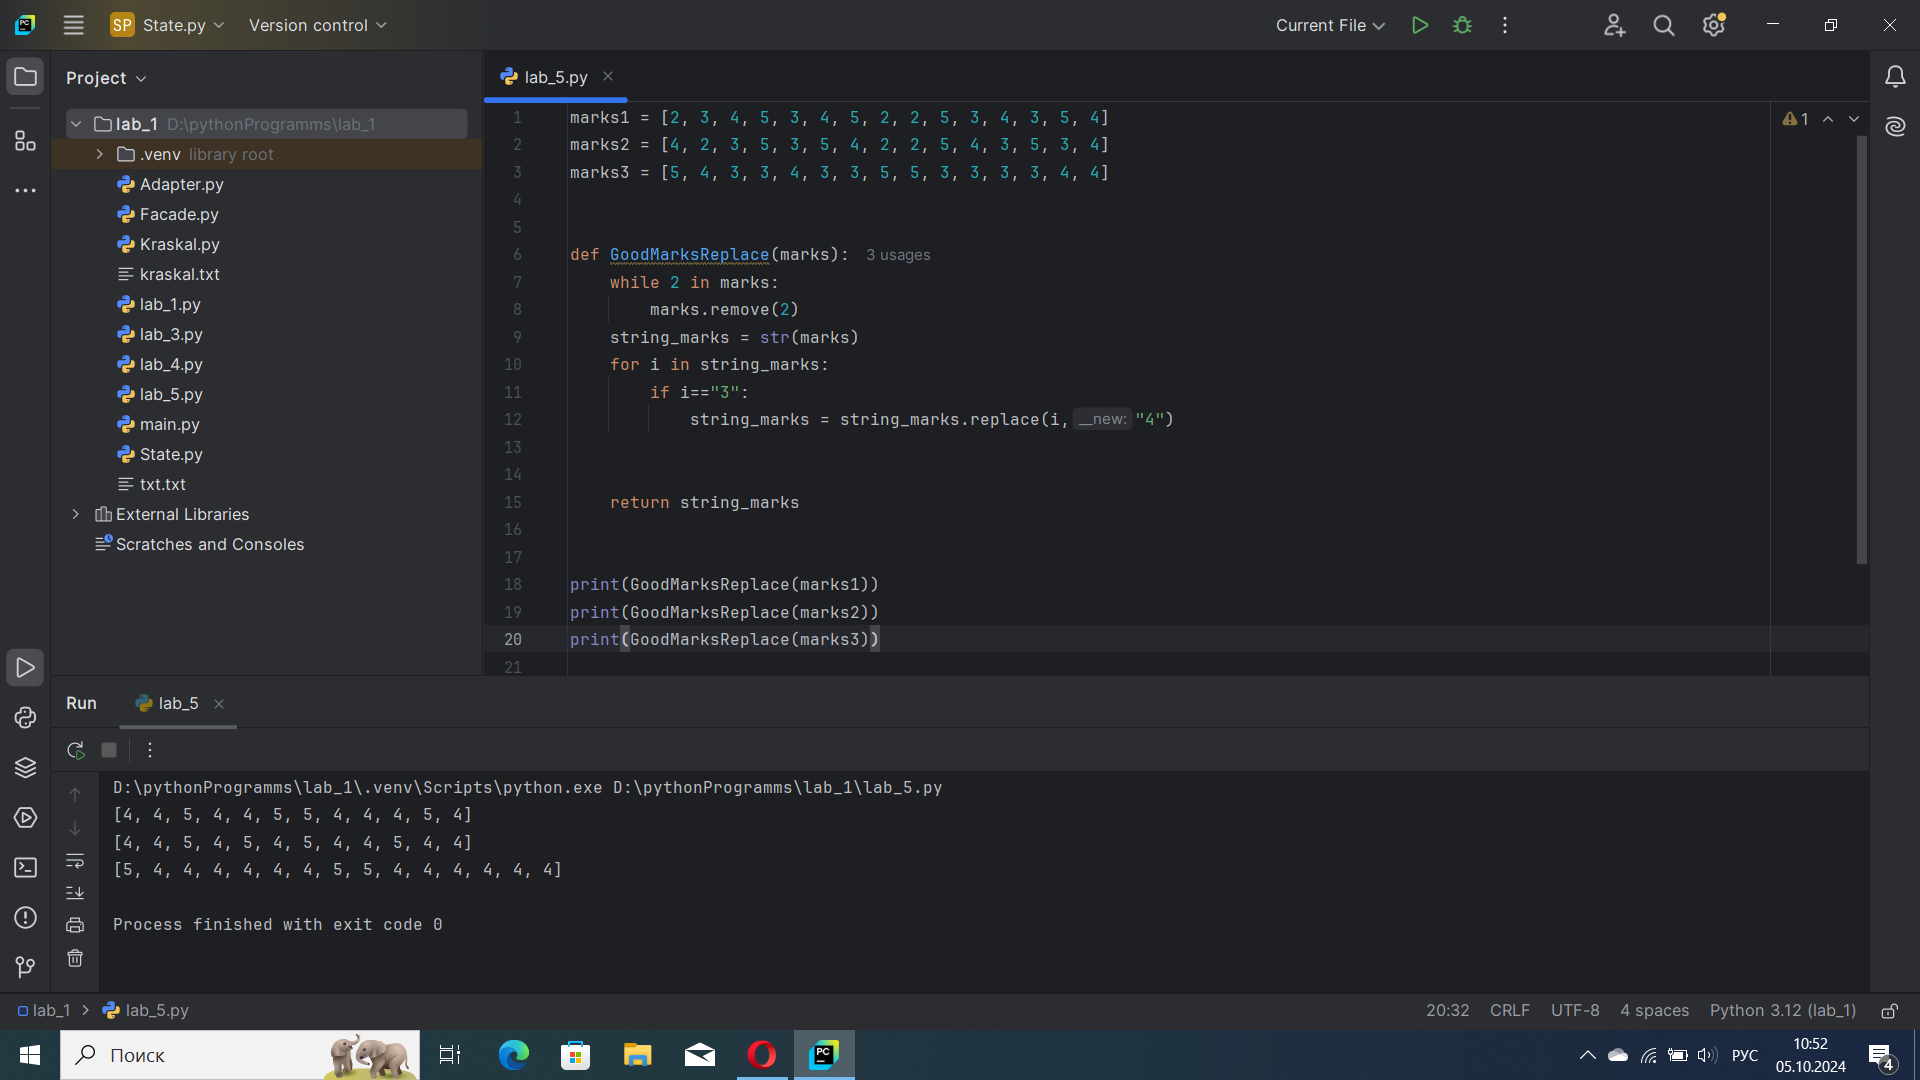 SP State.py Version control Current File
Project
lab_5.py
lab_1 D:\pythonProgramms\lab_1
.venv library root
Adapter.py
Facade.py
Kraskal.py
kraskal.txt
lab_1.py
lab_3.py
lab_4.py
lab_5.py
main.py
State.py
txt.txt
External Libraries
Scratches and Consoles
1 marks1 = [2, 3, 4, 5, 3, 4, 5, 2, 2, 5, 3, 4, 3, 5, 4]
2 marks2 = [4, 2, 3, 5, 3, 5, 4, 2, 2, 5, 4, 3, 5, 3, 4]
3 marks3 = [5, 4, 3, 3, 4, 3, 3, 5, 5, 3, 3, 3, 3, 4, 4]
4
5
6 def GoodMarksReplace(marks): 3 usages
7 while 2 in marks:
8 marks.remove(2)
9 string_marks = str(marks)
10 for i in string_marks:
11 if i=="3":
12 string_marks = string_marks.replace(i, __new: "4")
13
14
15 return string_marks
16
17
18 print(GoodMarksReplace(marks1))
19 print(GoodMarksReplace(marks2))
20 print(GoodMarksReplace(marks3))
21
1
Run lab_5
D:\pythonProgramms\lab_1\.venv\Scripts\python.exe D:\pythonProgramms\lab_1\lab_5.py
[4, 4, 5, 4, 4, 5, 5, 4, 4, 4, 5, 4]
[4, 4, 5, 4, 5, 4, 5, 4, 4, 5, 4, 4]
[5, 4, 4, 4, 4, 4, 4, 5, 5, 4, 4, 4, 4, 4, 4]
Process finished with exit code 0
lab_1 > lab_5.py
20:32 CRLF UTF-8 4 spaces Python 3.12 (lab_1)
Поиск
PC
РУС
10:52
05.10.2024
4